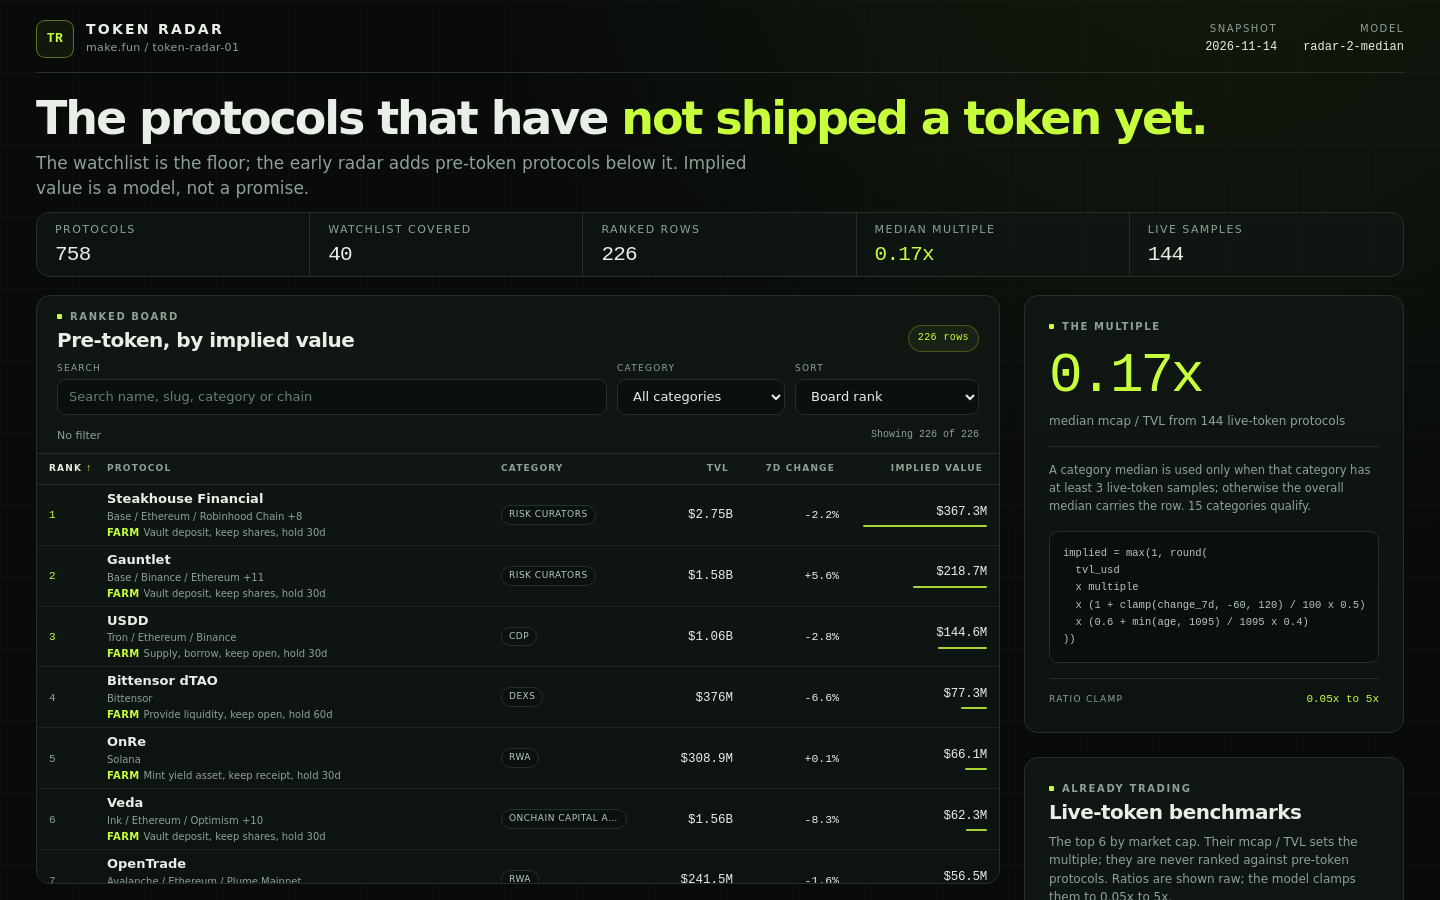 TR
TOKEN RADAR
make.fun / token-radar-01
SNAPSHOT
2026-11-14
MODEL
radar-2-median
The protocols that have not shipped a token yet.
The watchlist is the floor; the early radar adds pre-token protocols below it. Implied
value is a model, not a promise.
PROTOCOLS
758
WATCHLIST COVERED
40
RANKED ROWS
226
MEDIAN MULTIPLE
0.17x
LIVE SAMPLES
144
RANKED BOARD
Pre-token, by implied value
226 rows
SEARCH
Search name, slug, category or chain
CATEGORY
All categories
SORT
Board rank
No filter
Showing 226 of 226
RANK ↑ PROTOCOL CATEGORY TVL 7D CHANGE IMPLIED VALUE
Steakhouse Financial
1 Base / Ethereum / Robinhood Chain +8 RISK CURATORS $2.75B -2.2% $367.3M
FARM Vault deposit, keep shares, hold 30d
Gauntlet
2 Base / Binance / Ethereum +11 RISK CURATORS $1.58B +5.6% $218.7M
FARM Vault deposit, keep shares, hold 30d
USDD
3 Tron / Ethereum / Binance CDP $1.06B -2.8% $144.6M
FARM Supply, borrow, keep open, hold 30d
Bittensor dTAO
4 Bittensor DEXS $376M -6.6% $77.3M
FARM Provide liquidity, keep open, hold 60d
OnRe
5 Solana RWA $308.9M +0.1% $66.1M
FARM Mint yield asset, keep receipt, hold 30d
Veda
6 Ink / Ethereum / Optimism +10 ONCHAIN CAPITAL A... $1.56B -8.3% $62.3M
FARM Vault deposit, keep shares, hold 30d
OpenTrade
7 Avalanche / Ethereum / Plume Mainnet RWA $241.5M -1.6% $56.5M
THE MULTIPLE
0.17x
median mcap / TVL from 144 live-token protocols
A category median is used only when that category has
at least 3 live-token samples; otherwise the overall
median carries the row. 15 categories qualify.
implied = max(1, round(
tvl_usd
x multiple
x (1 + clamp(change_7d, -60, 120) / 100 x 0.5)
x (0.6 + min(age, 1095) / 1095 x 0.4)
))
RATIO CLAMP
0.05x to 5x
ALREADY TRADING
Live-token benchmarks
The top 6 by market cap. Their mcap / TVL sets the
multiple; they are never ranked against pre-token
protocols. Ratios are shown raw; the model clamps
them to 0.05x to 5x.